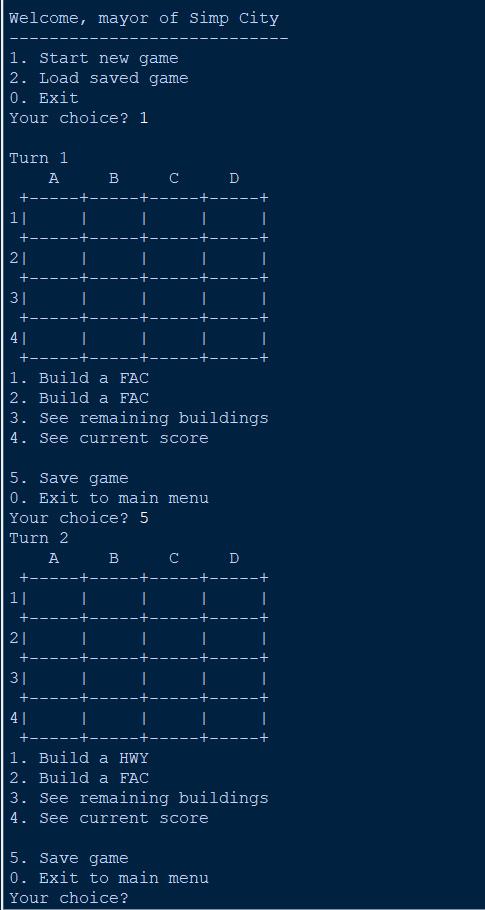 Welcome, mayor of Simp City
----------------------------
1. Start new game
2. Load saved game
0. Exit
Your choice? 1

Turn 1
    A     B     C     D
 +-----+-----+-----+-----+
1|     |     |     |     |
 +-----+-----+-----+-----+
2|     |     |     |     |
 +-----+-----+-----+-----+
3|     |     |     |     |
 +-----+-----+-----+-----+
4|     |     |     |     |
 +-----+-----+-----+-----+
1. Build a FAC
2. Build a FAC
3. See remaining buildings
4. See current score

5. Save game
0. Exit to main menu
Your choice? 5
Turn 2
    A     B     C     D
 +-----+-----+-----+-----+
1|     |     |     |     |
 +-----+-----+-----+-----+
2|     |     |     |     |
 +-----+-----+-----+-----+
3|     |     |     |     |
 +-----+-----+-----+-----+
4|     |     |     |     |
 +-----+-----+-----+-----+
1. Build a HWY
2. Build a FAC
3. See remaining buildings
4. See current score

5. Save game
0. Exit to main menu
Your choice?